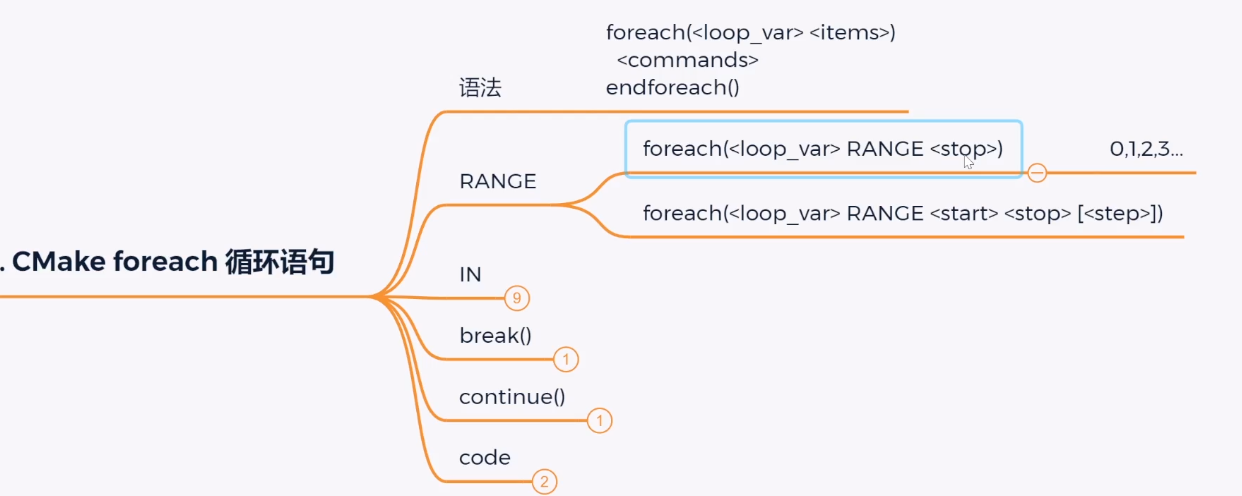 foreach(<loop_var> <items>)
<commands>
endforeach()
语法
foreach(<loop_var> RANGE <stop>)
0,1,2,3...
RANGE
foreach(<loop_var> RANGE <start> <stop> [<step>])
. CMake foreach 循环语句
IN
9
break()
1
continue()
1
code
2